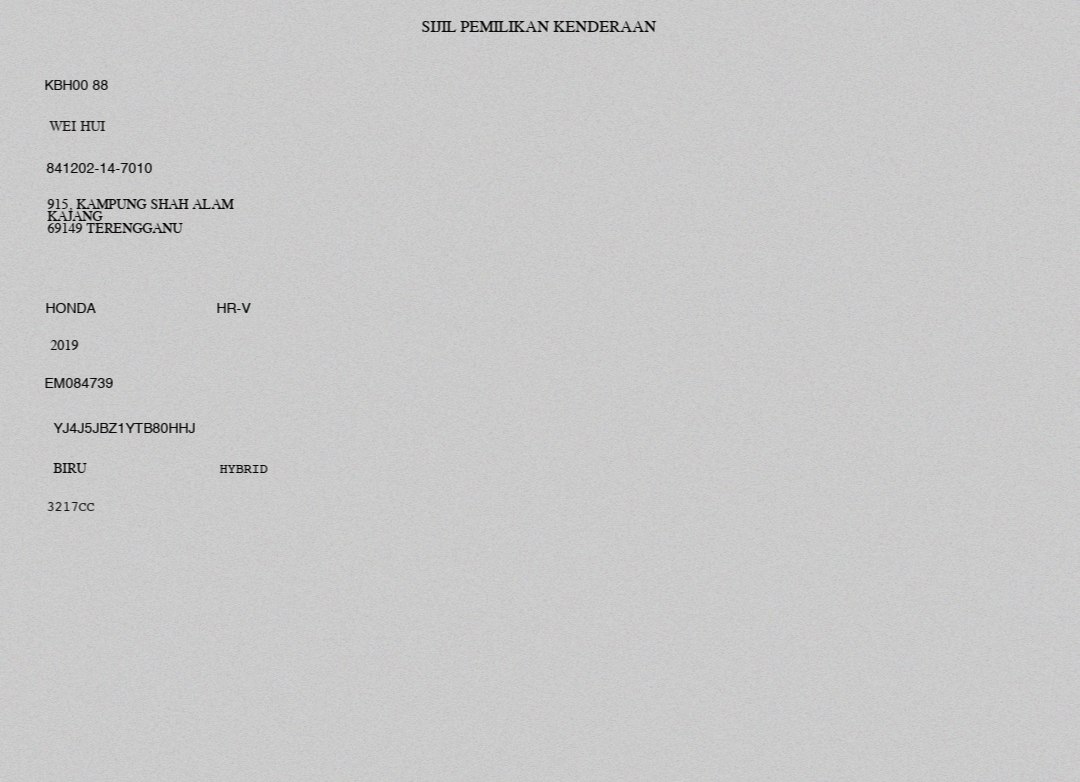 SIJIL PEMILIKAN KENDERAAN
KBH00 88
WEI HUI
841202-14-7010
915, KAMPUNG SHAH ALAM
KAJANG
69149 TERENGGANU
HONDA HR-V
2019
EM084739
YJ4J5JBZ1YTB80HHJ
BIRU HYBRID
3217CC